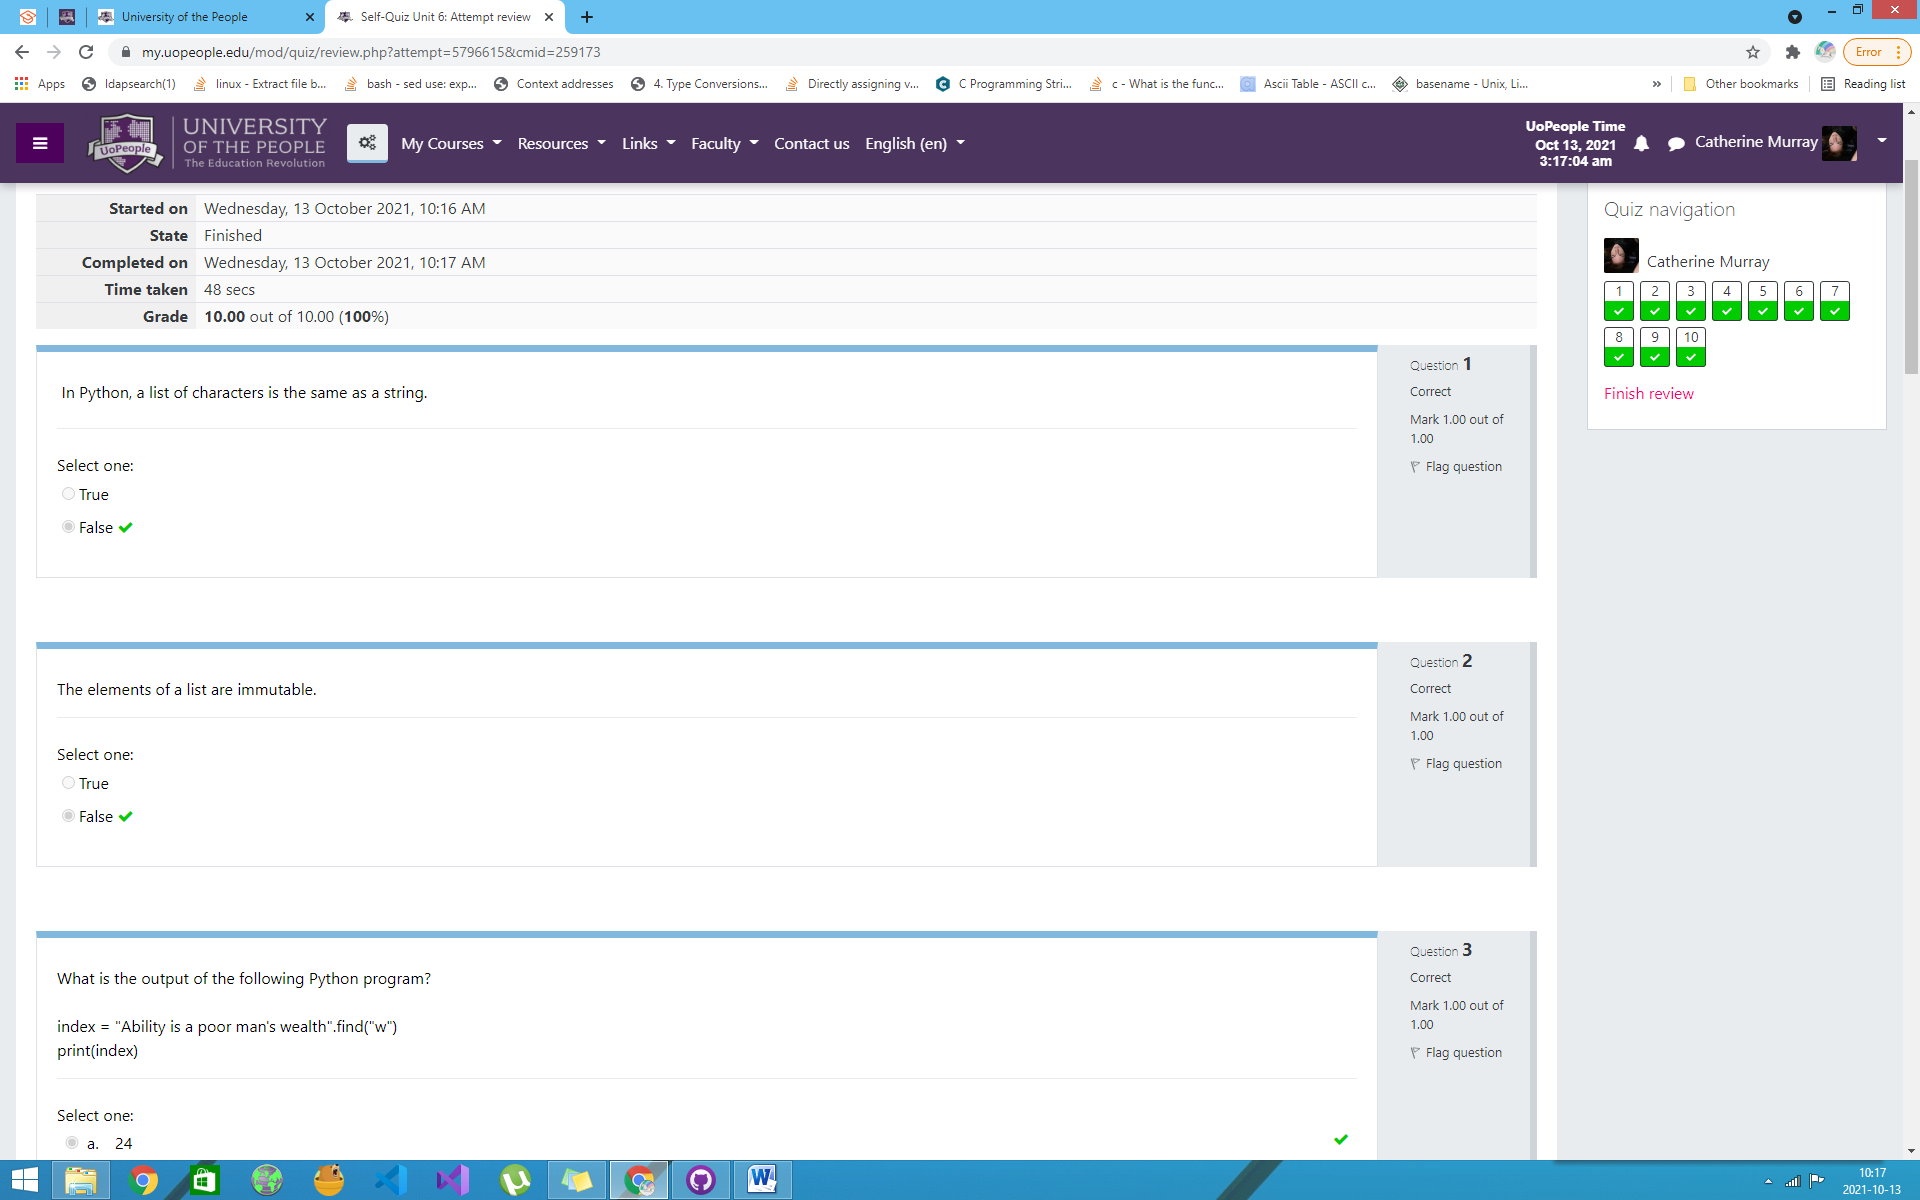 University of the People
Self-Quiz Unit 6: Attempt review
my.uopeople.edu/mod/quiz/review.php?attempt=5796615&cmid=259173
Error
Apps
ldapsearch(1)
linux - Extract file b...
bash - sed use: exp...
Context addresses
4. Type Conversions...
Directly assigning v...
C Programming Stri...
c - What is the func...
Ascii Table - ASCII c...
basename - Unix, Li...
»
Other bookmarks
Reading list
UoPeople
UNIVERSITY
OF THE PEOPLE
The Education Revolution
My Courses
Resources
Links
Faculty
Contact us
English (en)
UoPeople Time
Oct 13, 2021
3:17:04 am
Catherine Murray
Started on Wednesday, 13 October 2021, 10:16 AM
State Finished
Completed on Wednesday, 13 October 2021, 10:17 AM
Time taken 48 secs
Grade 10.00 out of 10.00 (100%)
In Python, a list of characters is the same as a string.
Select one:
True
False
Question 1
Correct
Mark 1.00 out of
1.00
Flag question
The elements of a list are immutable.
Select one:
True
False
Question 2
Correct
Mark 1.00 out of
1.00
Flag question
What is the output of the following Python program?
index = "Ability is a poor man's wealth".find("w")
print(index)
Select one:
a. 24
Question 3
Correct
Mark 1.00 out of
1.00
Flag question
Quiz navigation
Catherine Murray
1 2 3 4 5 6 7
8 9 10
Finish review
10:17
2021-10-13